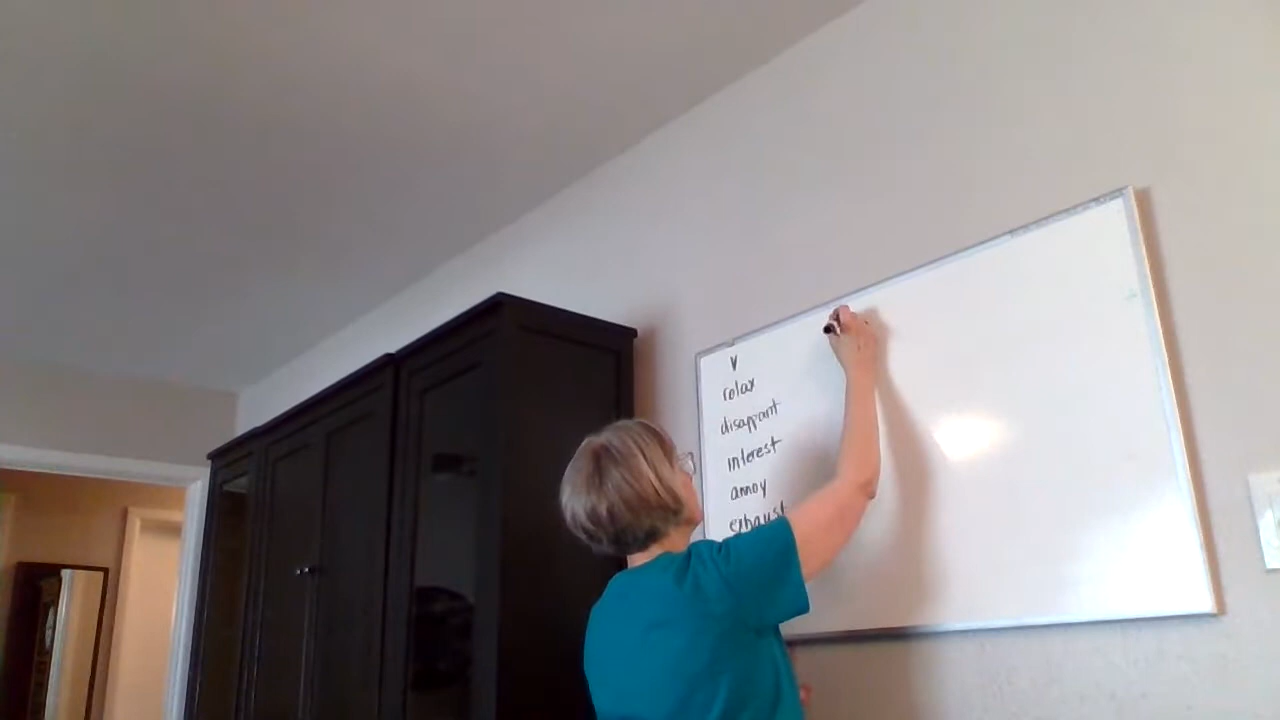 V
relax
disappoint
interest
annoy
exhaust